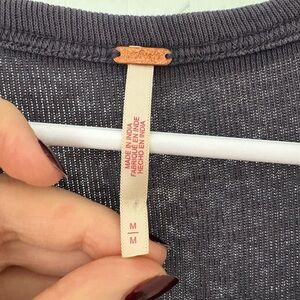 MADE IN INDIA
FABRIQUÉ EN INDE
HECHO EN INDIA
M
M